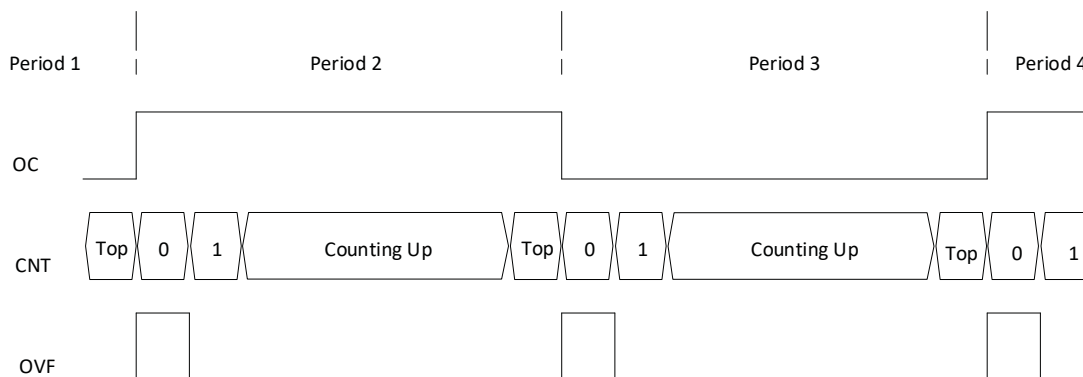 Period 1 Period 2 Period 3 Period 4
OC
CNT Top 0 1 Counting Up Top 0 1 Counting Up Top 0 1
OVF